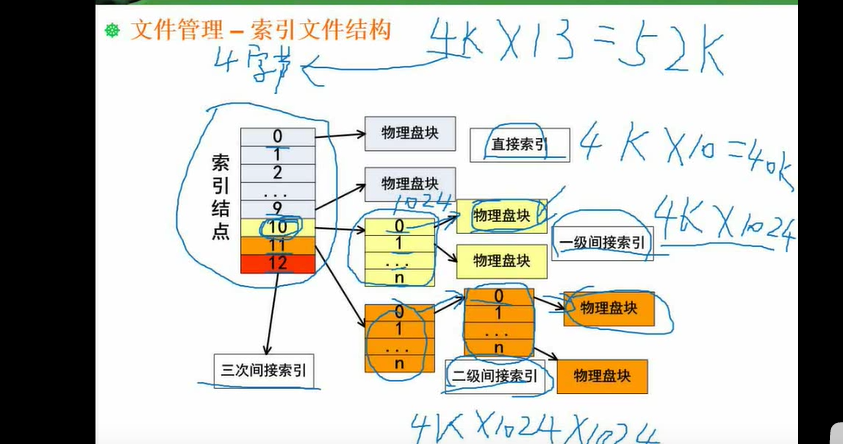 文件管理 – 索引文件结构
4K X 13 = 52K
4字节
索引结点
0
1
2
...
9
10
11
12
物理盘块
直接索引
4K X 10 = 40K
物理盘块
1024
0
1
...
n
物理盘块
物理盘块
一级间接索引
4K X 1024
0
1
...
n
0
1
...
n
物理盘块
物理盘块
三次间接索引
二级间接索引
4K X 1024 X 1024